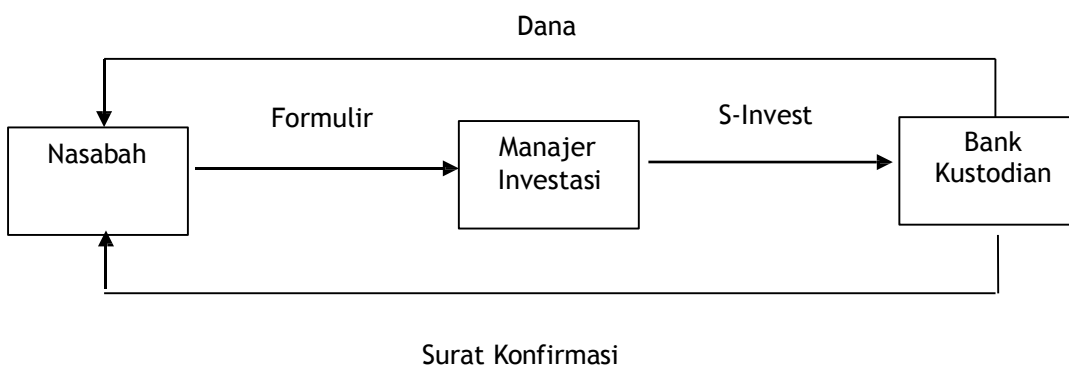 Dana
Formulir
S-Invest
Nasabah
Manajer
Investasi
Bank
Kustodian
Surat Konfirmasi